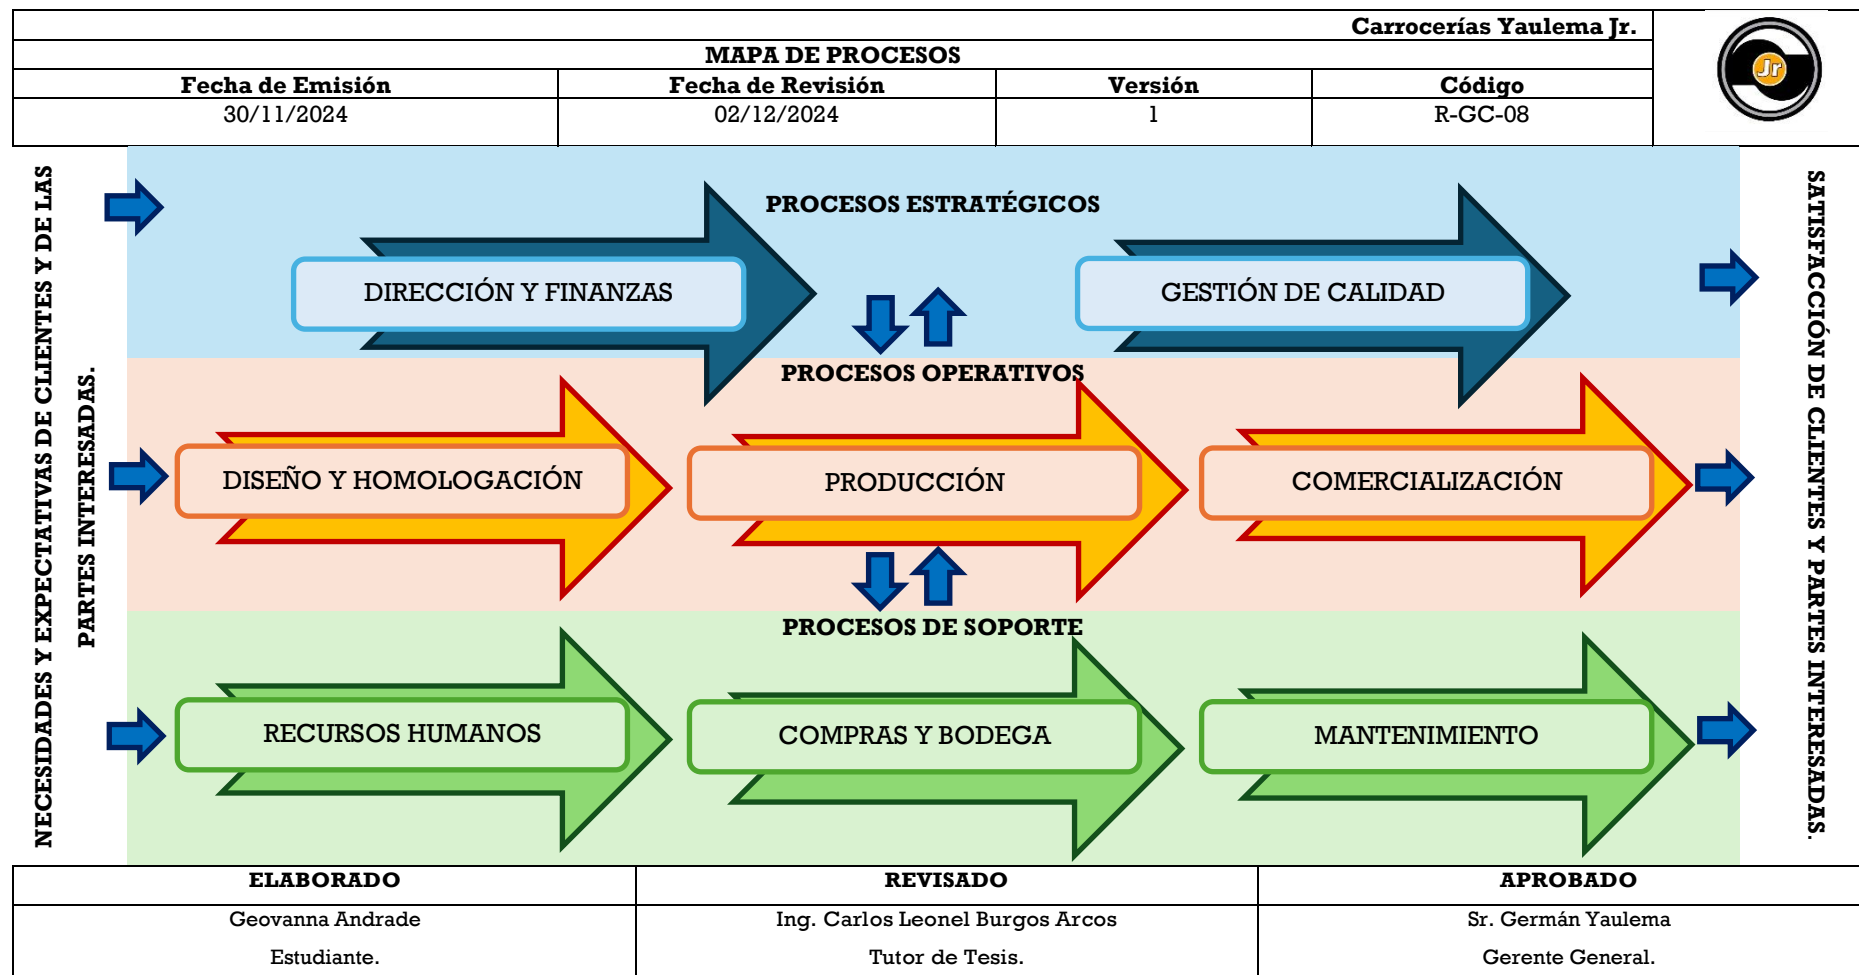 Carrocerías Yaulema Jr.
MAPA DE PROCESOS
Fecha de Emisión
Fecha de Revisión
Versión
Código
30/11/2024
02/12/2024
1
R-GC-08
Jr
NECESIDADES Y EXPECTATIVAS DE CLIENTES Y DE LAS
PARTES INTERESADAS.
PROCESOS ESTRATÉGICOS
DIRECCIÓN Y FINANZAS
GESTIÓN DE CALIDAD
PROCESOS OPERATIVOS
DISEÑO Y HOMOLOGACIÓN
PRODUCCIÓN
COMERCIALIZACIÓN
PROCESOS DE SOPORTE
RECURSOS HUMANOS
COMPRAS Y BODEGA
MANTENIMIENTO
SATISFACCIÓN DE CLIENTES Y PARTES INTERESADAS.
ELABORADO
REVISADO
APROBADO
Geovanna Andrade
Ing. Carlos Leonel Burgos Arcos
Sr. Germán Yaulema
Estudiante.
Tutor de Tesis.
Gerente General.